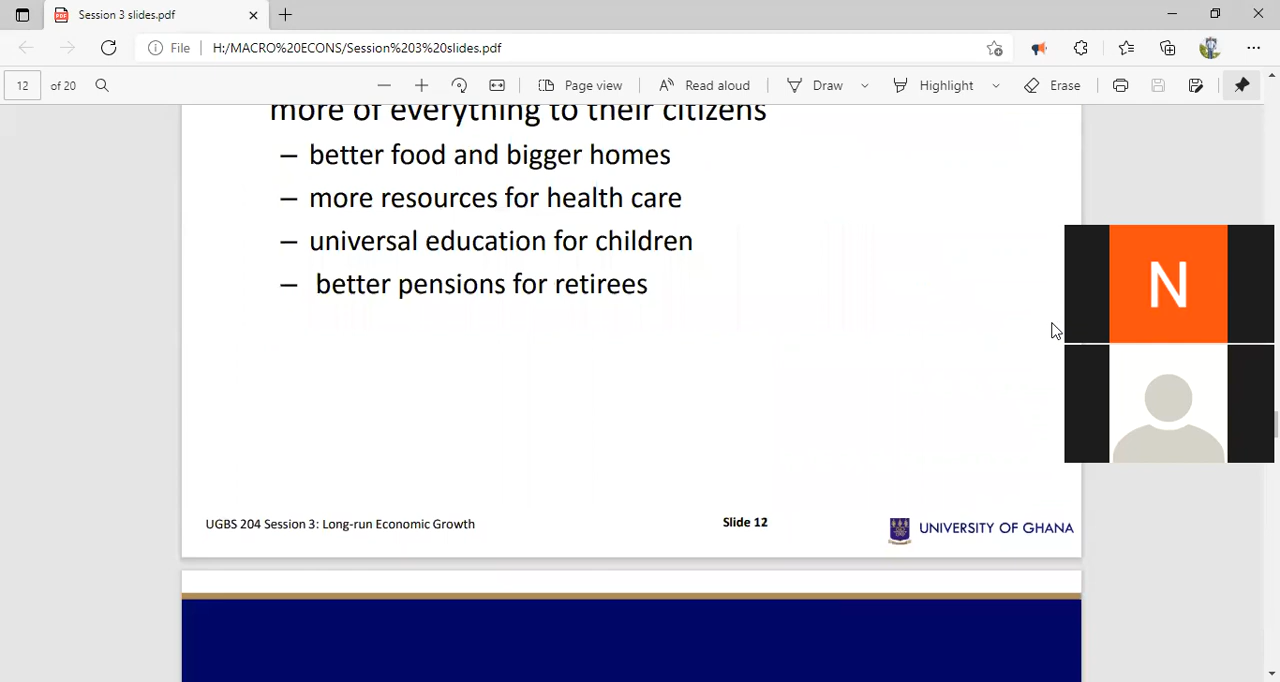 Session 3 slides.pdf
File H:/MACRO%20ECONS/Session%203%20slides.pdf
12 of 20 Page view Read aloud Draw Highlight Erase
more of everything to their citizens
– better food and bigger homes
– more resources for health care
– universal education for children
– better pensions for retirees
N
UGBS 204 Session 3: Long-run Economic Growth Slide 12 UNIVERSITY OF GHANA